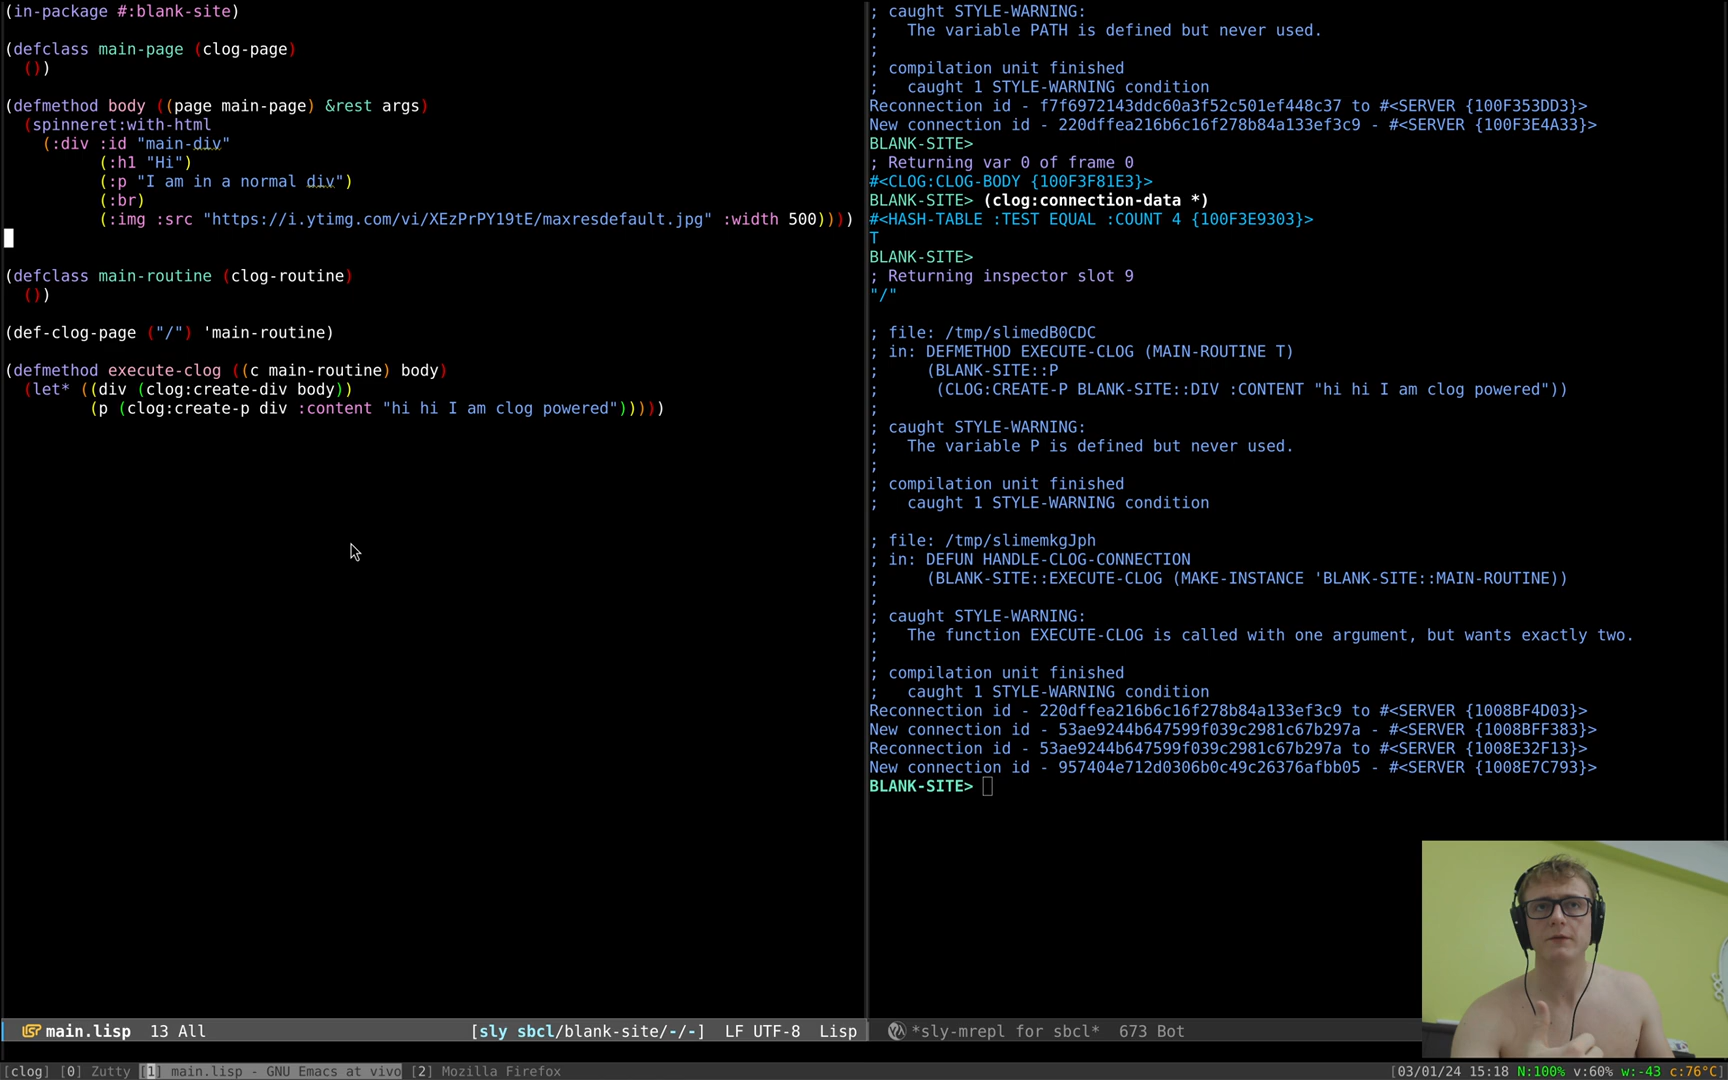 (in-package #:blank-site)
(defclass main-page (clog-page)
())
(defmethod body ((page main-page) &rest args)
(spinneret:with-html
(:div :id "main-div"
(:h1 "Hi")
(:p "I am in a normal div")
(:br)
(:img :src "https://i.ytimg.com/vi/XEzPrPY19tE/maxresdefault.jpg" :width 500))))
(defclass main-routine (clog-routine)
())
(def-clog-page ("/") 'main-routine)
(defmethod execute-clog ((c main-routine) body)
(let* ((div (clog:create-div body))
(p (clog:create-p div :content "hi hi I am clog powered")))))
main.lisp 13 All [sly sbcl/blank-site/-/-] LF UTF-8 Lisp
; caught STYLE-WARNING:
; The variable PATH is defined but never used.
;
; compilation unit finished
; caught 1 STYLE-WARNING condition
Reconnection id - f7f6972143ddc60a3f52c501ef448c37 to #<SERVER {100F353DD3}>
New connection id - 220dffea216b6c16f278b84a133ef3c9 - #<SERVER {100F3E4A33}>
BLANK-SITE>
; Returning var 0 of frame 0
#<CLOG:CLOG-BODY {100F3F81E3}>
BLANK-SITE> (clog:connection-data *)
#<HASH-TABLE :TEST EQUAL :COUNT 4 {100F3E9303}>
T
BLANK-SITE>
; Returning inspector slot 9
"/"
; file: /tmp/slimedB0CDC
; in: DEFMETHOD EXECUTE-CLOG (MAIN-ROUTINE T)
; (BLANK-SITE::P
; (CLOG:CREATE-P BLANK-SITE::DIV :CONTENT "hi hi I am clog powered"))
;
; caught STYLE-WARNING:
; The variable P is defined but never used.
;
; compilation unit finished
; caught 1 STYLE-WARNING condition
; file: /tmp/slimemkgJph
; in: DEFUN HANDLE-CLOG-CONNECTION
; (BLANK-SITE::EXECUTE-CLOG (MAKE-INSTANCE 'BLANK-SITE::MAIN-ROUTINE))
;
; caught STYLE-WARNING:
; The function EXECUTE-CLOG is called with one argument, but wants exactly two.
;
; compilation unit finished
; caught 1 STYLE-WARNING condition
Reconnection id - 220dffea216b6c16f278b84a133ef3c9 to #<SERVER {1008BF4D03}>
New connection id - 53ae9244b647599f039c2981c67b297a - #<SERVER {1008BFF383}>
Reconnection id - 53ae9244b647599f039c2981c67b297a to #<SERVER {1008E32F13}>
New connection id - 957404e712d0306b0c49c26376afbb05 - #<SERVER {1008E7C793}>
BLANK-SITE>
*sly-mrepl for sbcl* 673 Bot
[clog] [0] Zutty [1] main.lisp - GNU Emacs at vivo [2] Mozilla Firefox [03/01/24 15:18 N:100% v:60% w:-43 c:76°C]